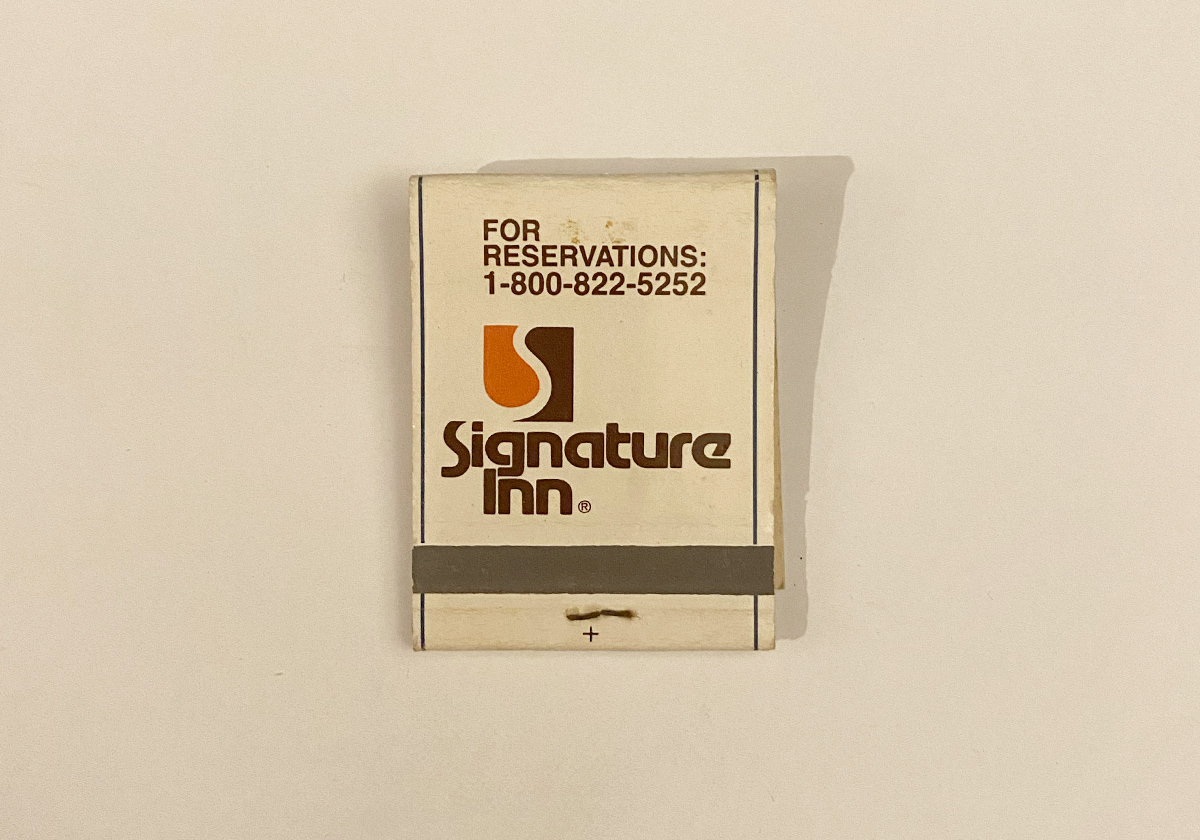 FOR
RESERVATIONS:
1-800-822-5252
Signature
Inn®